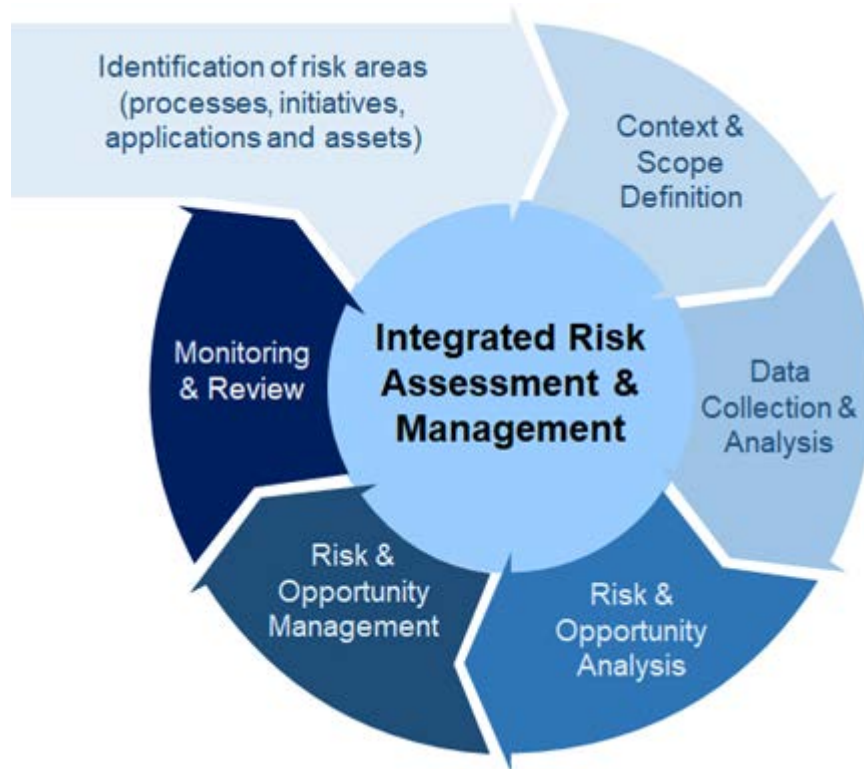 Identification of risk areas
(processes, initiatives,
applications and assets)
Context &
Scope
Definition
Data
Collection &
Analysis
Risk &
Opportunity
Analysis
Risk &
Opportunity
Management
Monitoring
& Review
Integrated Risk
Assessment &
Management